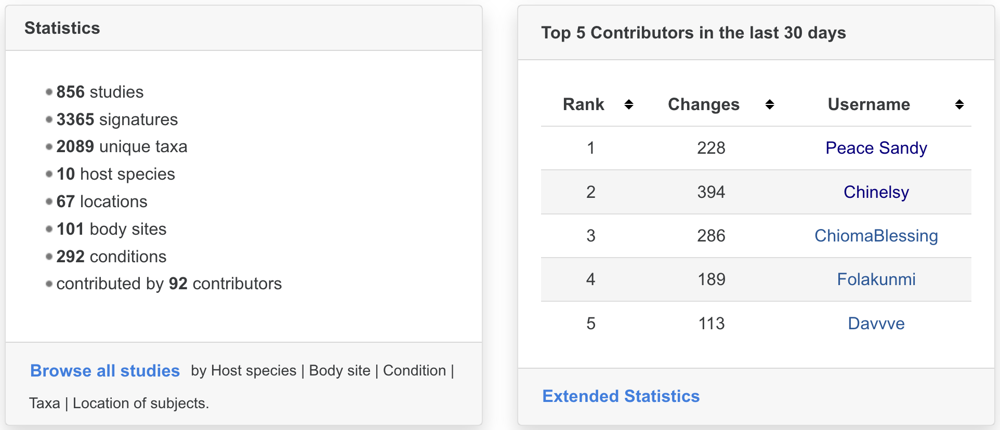 Statistics
856 studies
3365 signatures
2089 unique taxa
10 host species
67 locations
101 body sites
292 conditions
contributed by 92 contributors
Browse all studies by Host species | Body site | Condition |
Taxa | Location of subjects.
Top 5 Contributors in the last 30 days
Rank Changes Username
1 228 Peace Sandy
2 394 Chinelsy
3 286 ChiomaBlessing
4 189 Folakunmi
5 113 Davvve
Extended Statistics